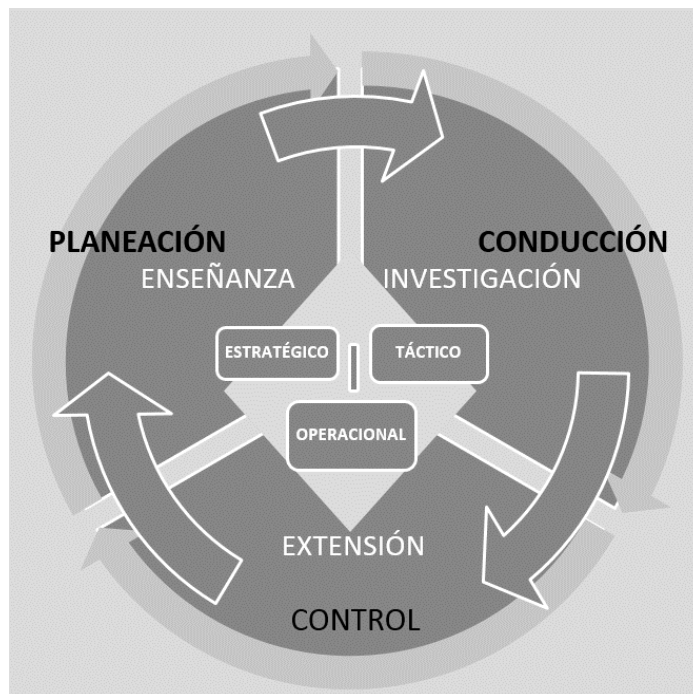 PLANEACIÓN
CONDUCCIÓN
ENSEÑANZA
INVESTIGACIÓN
ESTRATÉGICO
TÁCTICO
OPERACIONAL
EXTENSIÓN
CONTROL